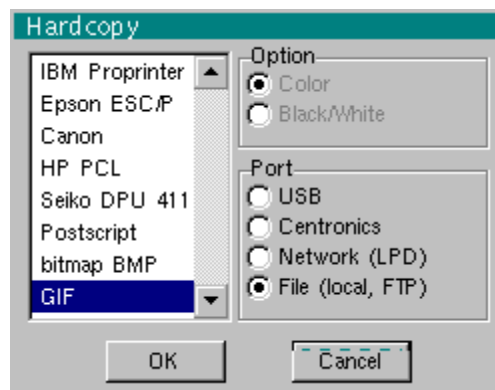 Hardcopy
IBM Proprinter
Epson ESC/P
Canon
HP PCL
Seiko DPU 411
Postscript
bitmap BMP
GIF
Option
Color
Black/White
Port
USB
Centronics
Network (LPD)
File (local, FTP)
OK
Cancel